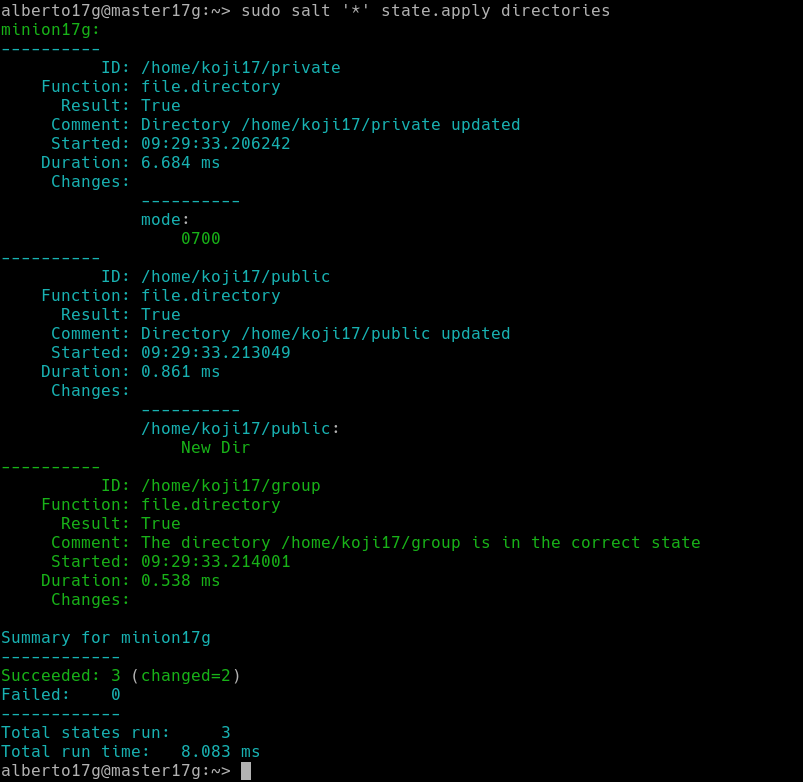 alberto17g@master17g:~> sudo salt '*' state.apply directories
minion17g:
----------
          ID: /home/koji17/private
    Function: file.directory
      Result: True
     Comment: Directory /home/koji17/private updated
     Started: 09:29:33.206242
    Duration: 6.684 ms
     Changes:
              ----------
              mode:
                  0700
----------
          ID: /home/koji17/public
    Function: file.directory
      Result: True
     Comment: Directory /home/koji17/public updated
     Started: 09:29:33.213049
    Duration: 0.861 ms
     Changes:
              ----------
              /home/koji17/public:
                  New Dir
----------
          ID: /home/koji17/group
    Function: file.directory
      Result: True
     Comment: The directory /home/koji17/group is in the correct state
     Started: 09:29:33.214001
    Duration: 0.538 ms
     Changes:

Summary for minion17g
------------
Succeeded: 3 (changed=2)
Failed:    0
------------
Total states run:     3
Total run time:   8.083 ms
alberto17g@master17g:~>